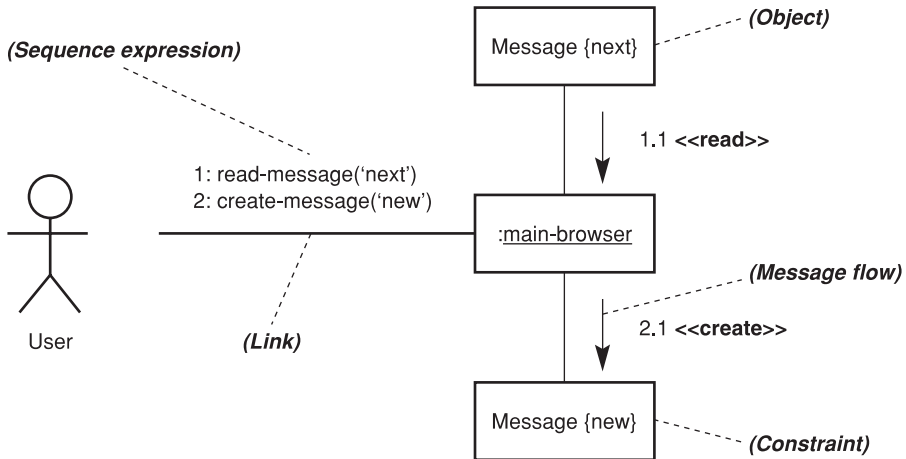 (Object)
Message {next}
(Sequence expression)
1.1 <<read>>
1: read-message(‘next’)
2: create-message(‘new’)
:main-browser
(Message flow)
2.1 <<create>>
User
(Link)
Message {new}
(Constraint)